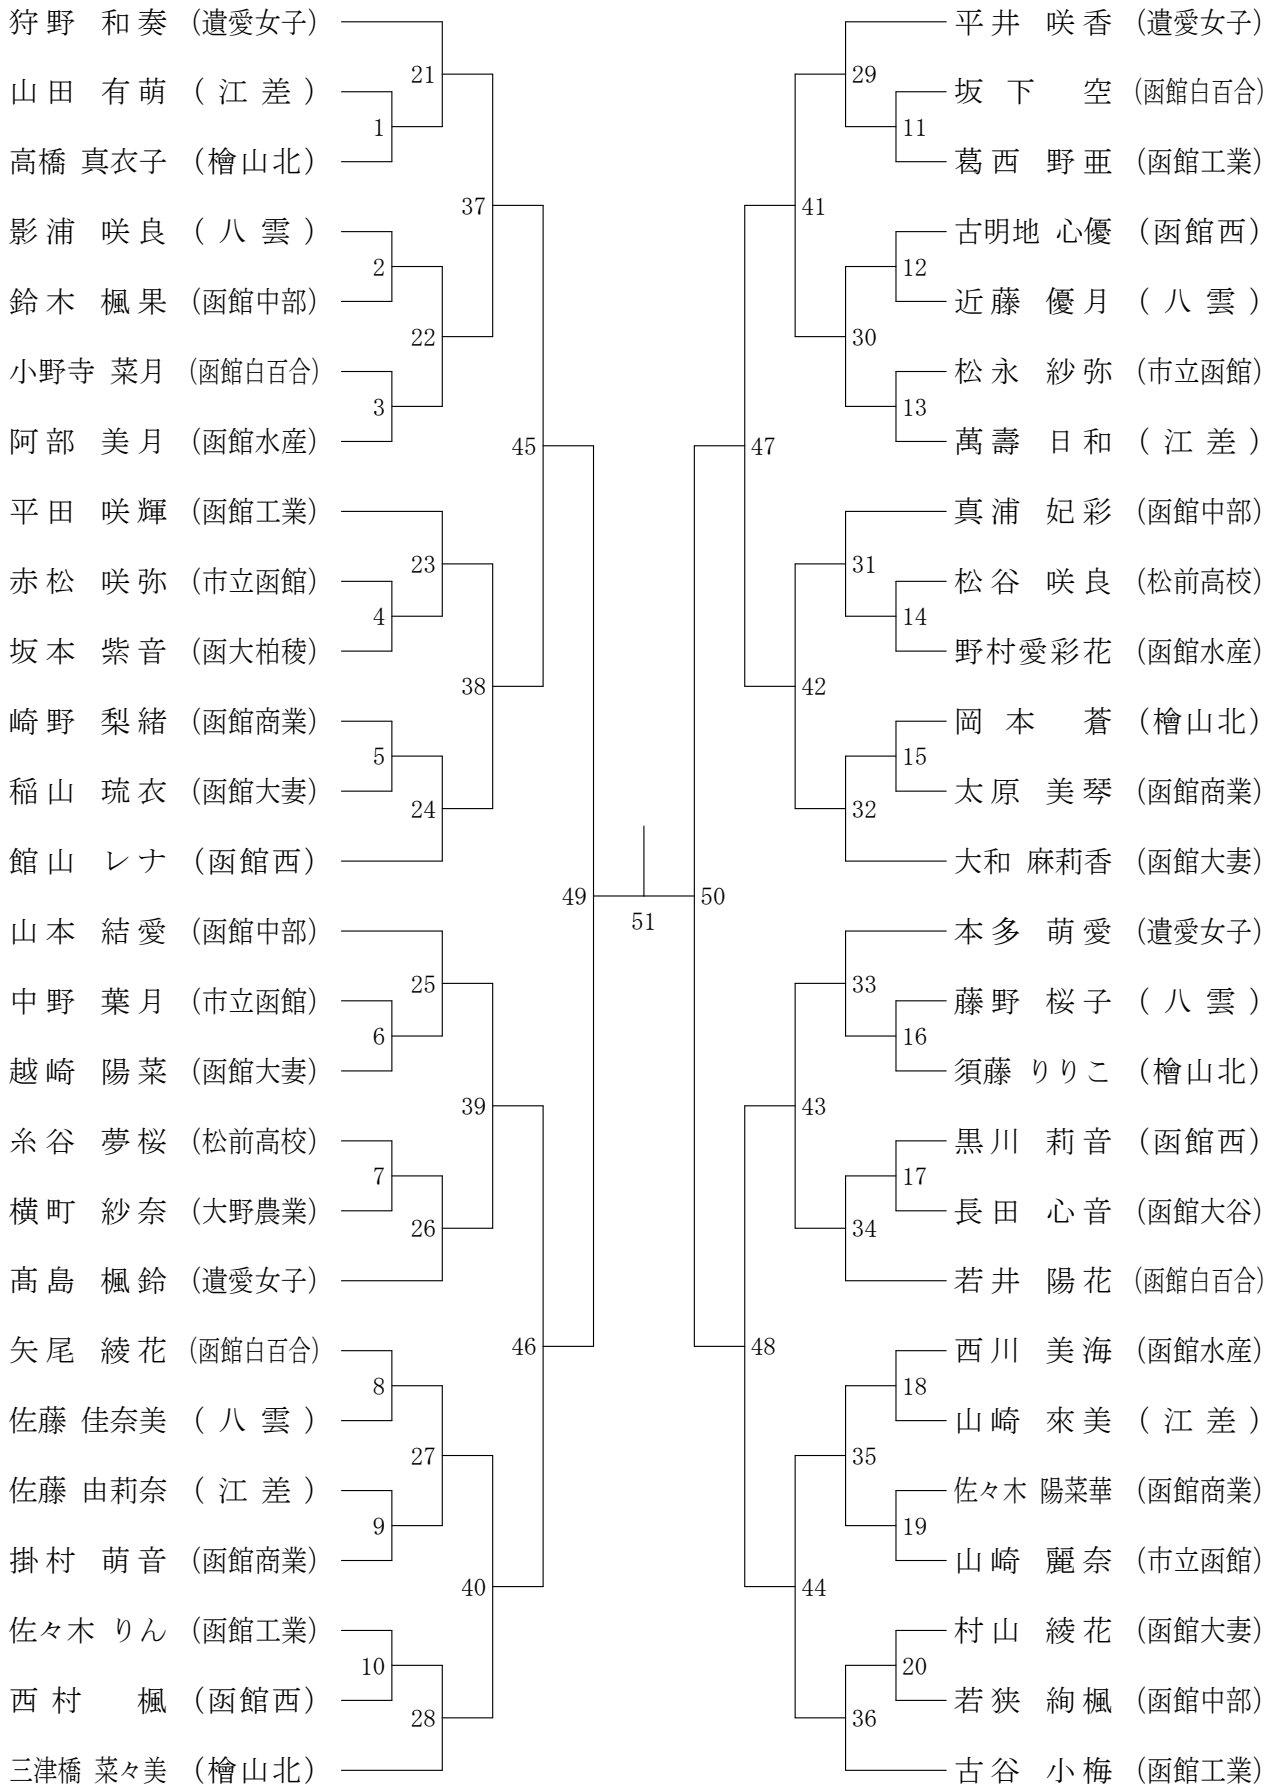 狩野 和奏 (遺愛女子)
山田 有萌 (江差)
高橋 真衣子 (檜山北)
影浦 咲良 (八雲)
鈴木 楓果 (函館中部)
小野寺 菜月 (函館白百合)
阿部 美月 (函館水産)
平田 咲輝 (函館工業)
赤松 咲弥 (市立函館)
坂本 紫音 (函大柏稜)
崎野 梨緒 (函館商業)
稲山 琉衣 (函館大妻)
館山 レナ (函館西)
山本 結愛 (函館中部)
中野 葉月 (市立函館)
越崎 陽菜 (函館大妻)
糸谷 夢桜 (松前高校)
横町 紗奈 (大野農業)
髙島 楓鈴 (遺愛女子)
矢尾 綾花 (函館白百合)
佐藤 佳奈美 (八雲)
佐藤 由莉奈 (江差)
掛村 萌音 (函館商業)
佐々木 りん (函館工業)
西村 楓 (函館西)
三津橋 菜々美 (檜山北)
1
2
3
4
5
6
7
8
9
10
21
22
23
24
25
26
27
28
37
38
39
40
45
46
49
51
50
47
48
41
42
43
44
29
30
31
32
33
34
35
36
11
12
13
14
15
16
17
18
19
20
平井 咲香 (遺愛女子)
坂下 空 (函館白百合)
葛西 野亜 (函館工業)
古明地 心優 (函館西)
近藤 優月 (八雲)
松永 紗弥 (市立函館)
萬壽 日和 (江差)
真浦 妃彩 (函館中部)
松谷 咲良 (松前高校)
野村愛彩花 (函館水産)
岡本 蒼 (檜山北)
太原 美琴 (函館商業)
大和 麻莉香 (函館大妻)
本多 萌愛 (遺愛女子)
藤野 桜子 (八雲)
須藤 りりこ (檜山北)
黒川 莉音 (函館西)
長田 心音 (函館大谷)
若井 陽花 (函館白百合)
西川 美海 (函館水産)
山崎 來美 (江差)
佐々木 陽菜華 (函館商業)
山崎 麗奈 (市立函館)
村山 綾花 (函館大妻)
若狭 絢楓 (函館中部)
古谷 小梅 (函館工業)